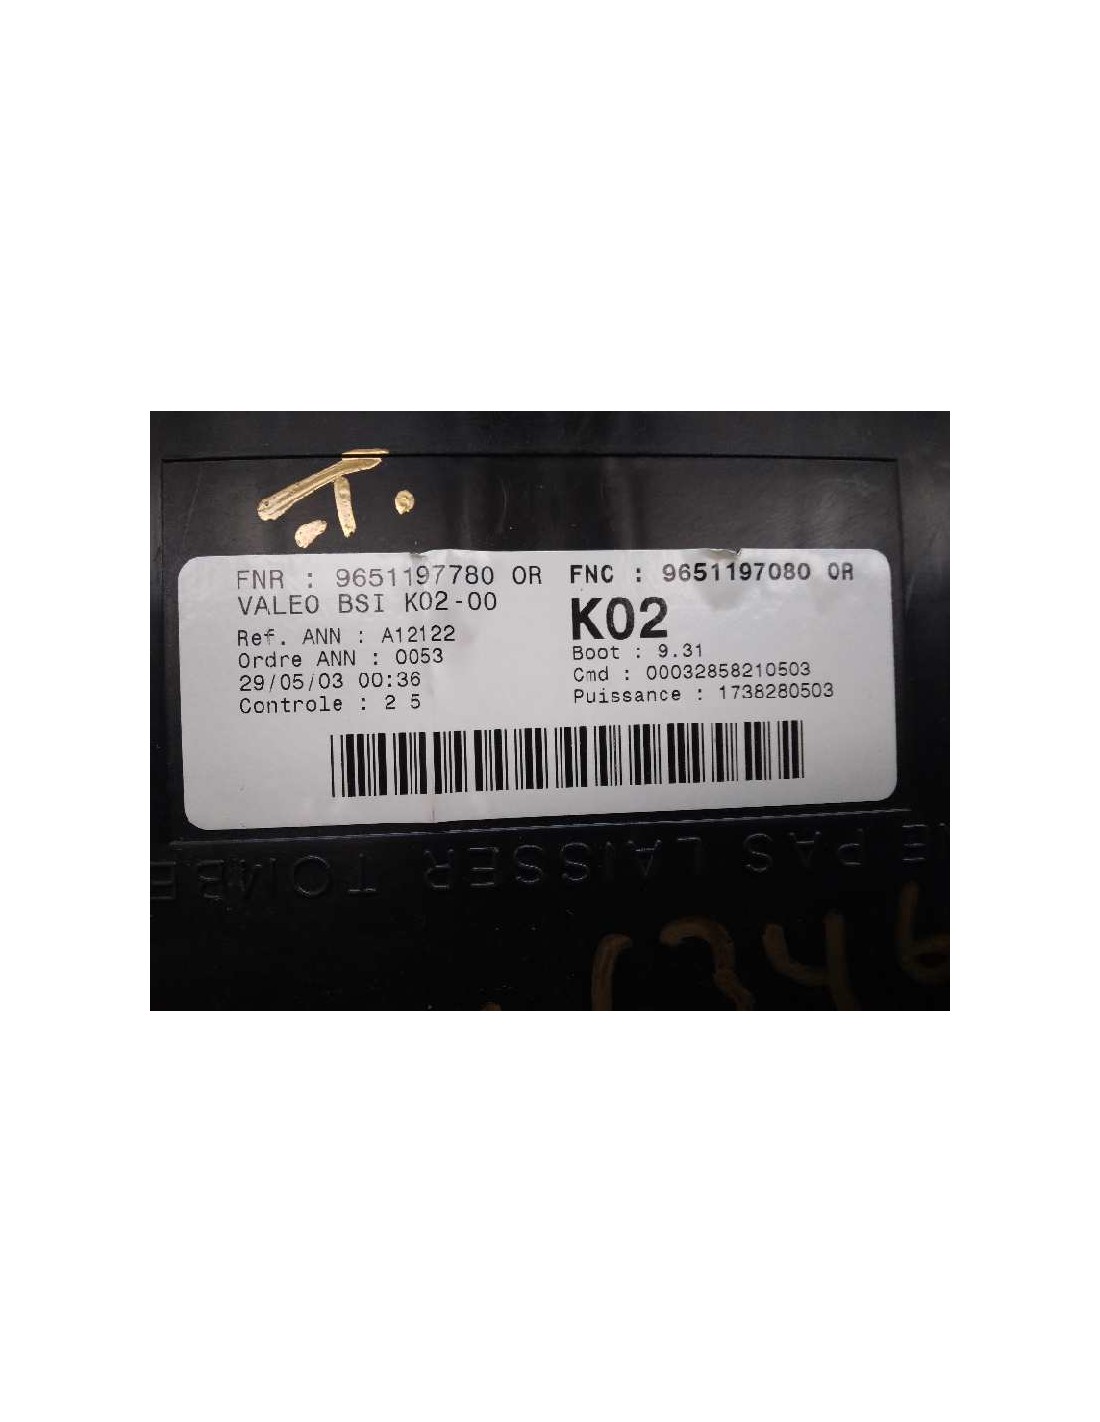 .T.
FNR : 9651197780 OR FNC : 9651197080 OR
VALEO BSI K02-00
K02
Ref. ANN : A12122
Boot : 9.31
Ordre ANN : 0053
Cmd : 00032858210503
29/05/03 00:36
Puissance : 1738280503
Controle : 2 5
NE PAS LAISSER TOMBE